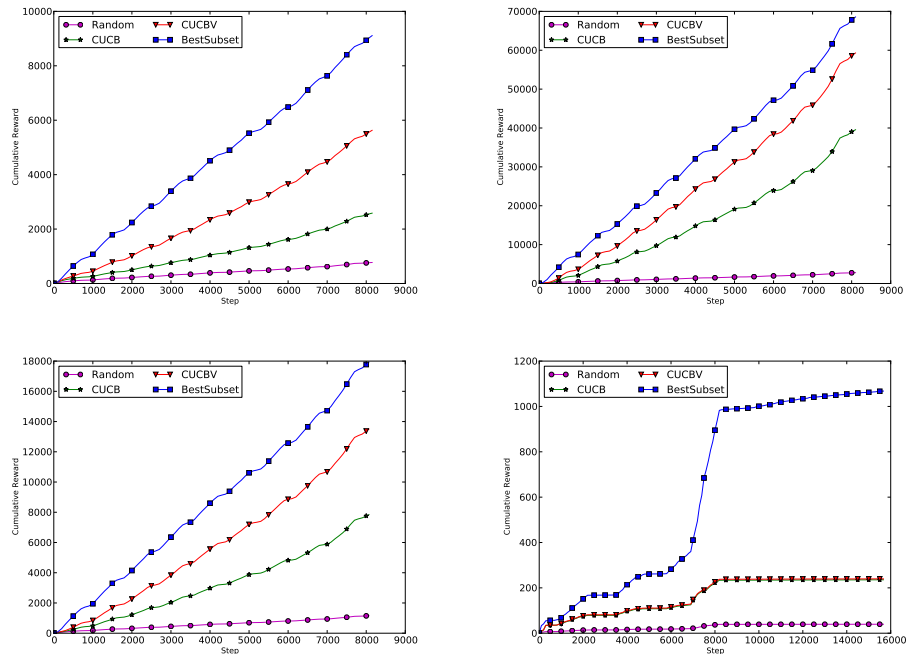 10000
8000
6000
4000
2000
0
Cumulative Reward
Random
CUCB
CUCBV
BestSubset
0 1000 2000 3000 4000 5000 6000 7000 8000 9000
Step
70000
60000
50000
40000
30000
20000
10000
0
Cumulative Reward
Random
CUCB
CUCBV
BestSubset
0 1000 2000 3000 4000 5000 6000 7000 8000 9000
Step
18000
16000
14000
12000
10000
8000
6000
4000
2000
0
Cumulative Reward
Random
CUCB
CUCBV
BestSubset
0 1000 2000 3000 4000 5000 6000 7000 8000 9000
Step
1200
1000
800
600
400
200
0
Cumulative Reward
Random
CUCB
CUCBV
BestSubset
0 2000 4000 6000 8000 10000 12000 14000 16000
Step